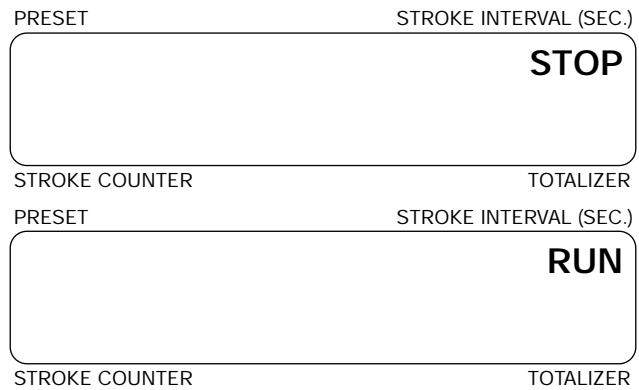 PRESET STROKE INTERVAL (SEC.)
STOP
STROKE COUNTER TOTALIZER
PRESET STROKE INTERVAL (SEC.)
RUN
STROKE COUNTER TOTALIZER